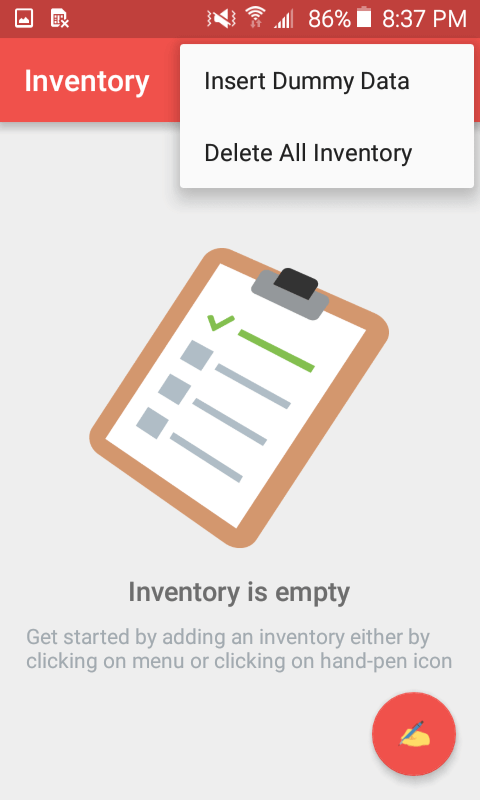 86% 8:37 PM
Inventory
Insert Dummy Data
Delete All Inventory
Inventory is empty
Get started by adding an inventory either by
clicking on menu or clicking on hand-pen icon